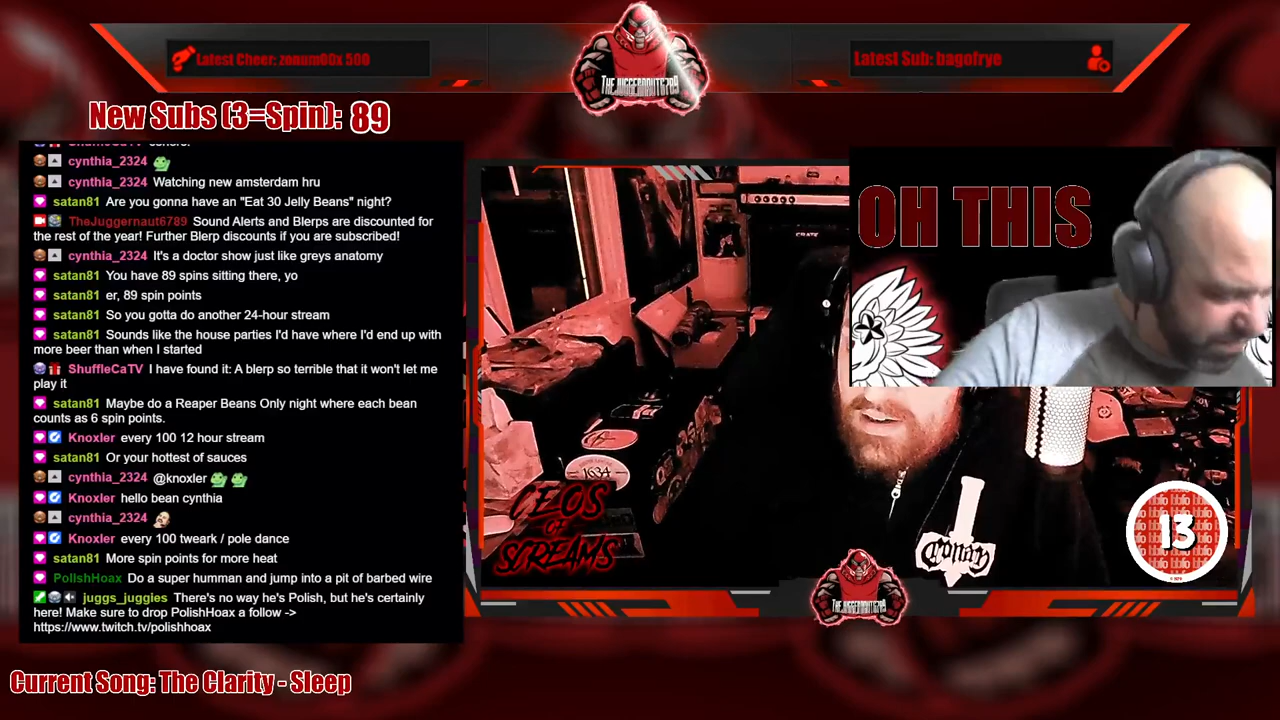 Latest Cheer: zonum00x 500
THEJUGGERNAUT6789
Latest Sub: bagofrye
New Subs (3=Spin): 89
cynthia_2324
cynthia_2324 Watching new amsterdam hru
satan81 Are you gonna have an "Eat 30 Jelly Beans" night?
TheJuggernaut6789 Sound Alerts and Blerps are discounted for
the rest of the year! Further Blerp discounts if you are subscribed!
cynthia_2324 It's a doctor show just like greys anatomy
satan81 You have 89 spins sitting there, yo
satan81 er, 89 spin points
satan81 So you gotta do another 24-hour stream
satan81 Sounds like the house parties I'd have where I'd end up with
more beer than when I started
ShuffleCaTV I have found it: A blerp so terrible that it won't let me
play it
satan81 Maybe do a Reaper Beans Only night where each bean
counts as 6 spin points.
Knoxler every 100 12 hour stream
satan81 Or your hottest of sauces
cynthia_2324 @knoxler
Knoxler hello bean cynthia
cynthia_2324
Knoxler every 100 tweark / pole dance
satan81 More spin points for more heat
PolishHoax Do a super humman and jump into a pit of barbed wire
juggs_juggies There's no way he's Polish, but he's certainly
here! Make sure to drop PolishHoax a follow ->
https://www.twitch.tv/polishhoax
OH THIS
CRATE
1634
CEOS
OF
SCREAMS
CONAN
13
THEJUGGERNAUT6789
Current Song: The Clarity - Sleep